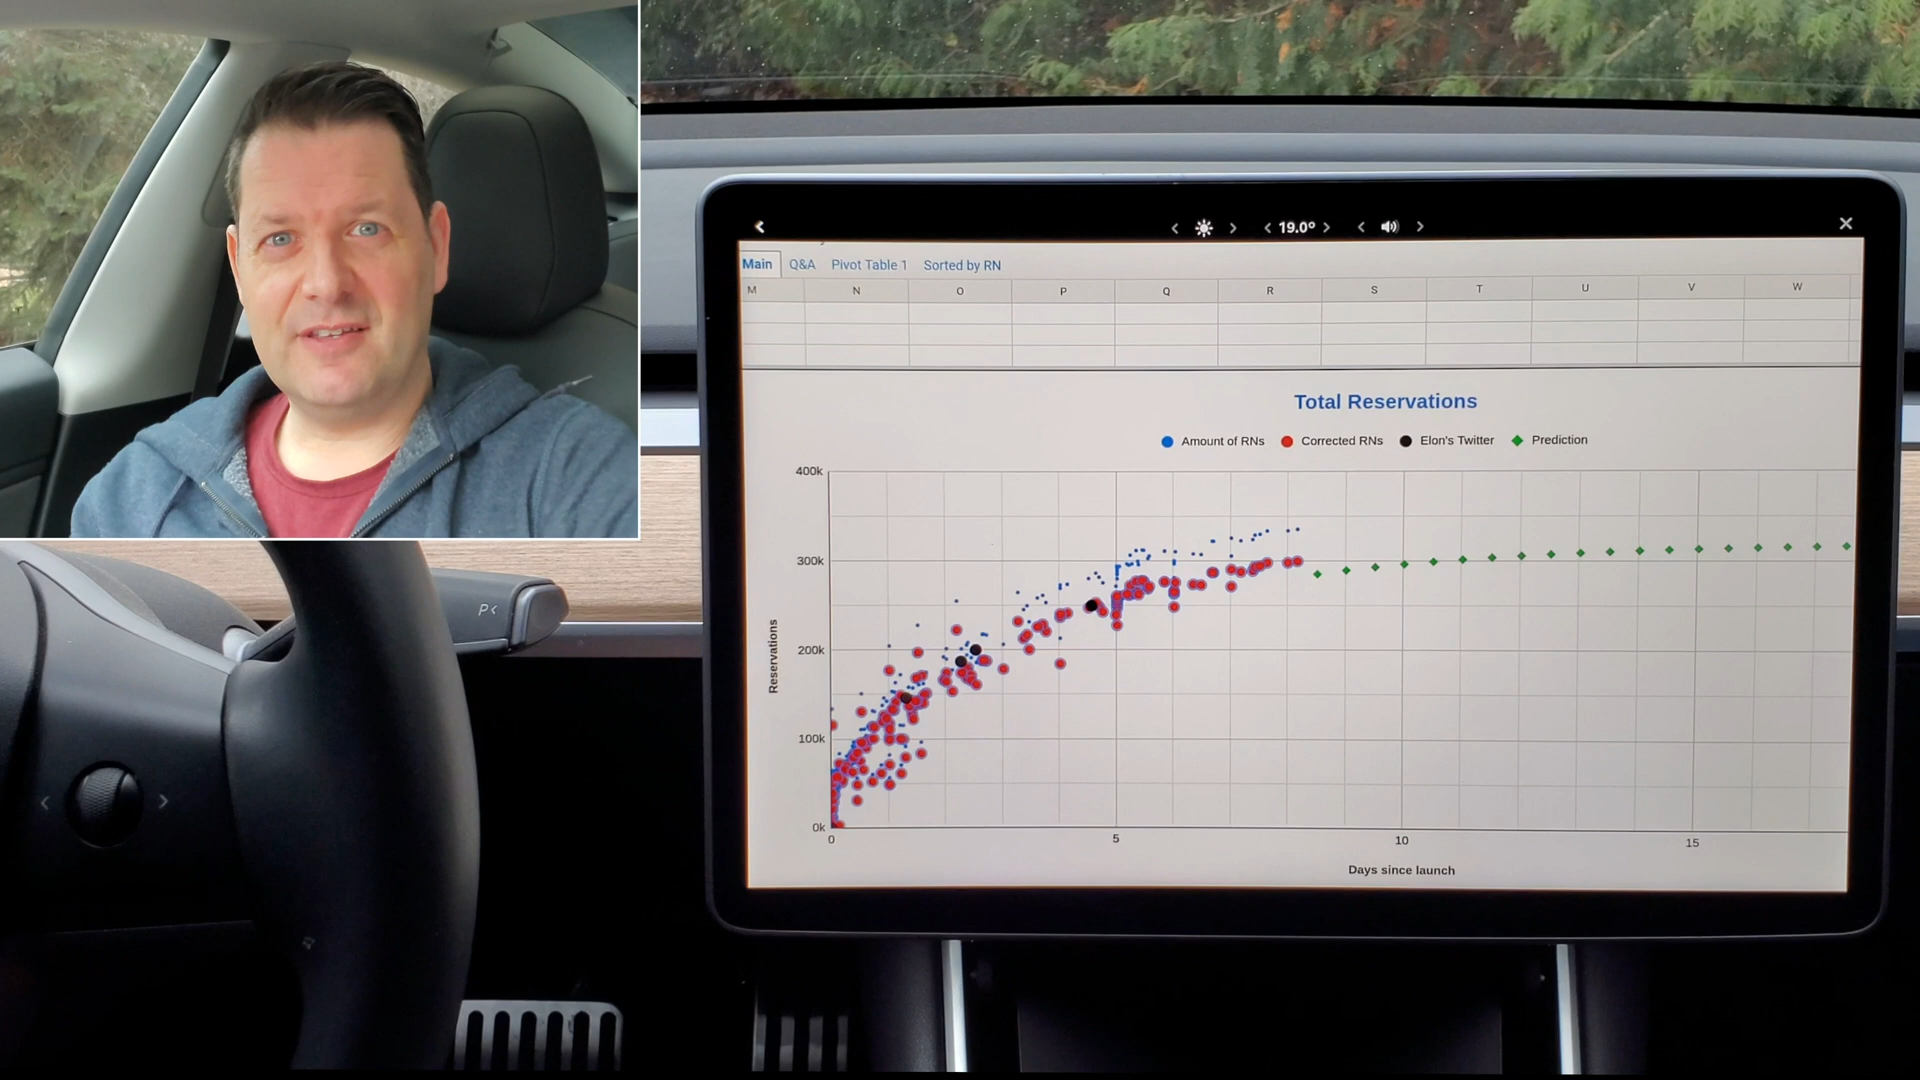 19.0°
Main Q&A Pivot Table 1 Sorted by RN
M N O P Q R S T U V W
Total Reservations
Amount of RNs Corrected RNs Elon's Twitter Prediction
400k
300k
200k
100k
0k
Reservations
0 5 10 15
Days since launch
P<